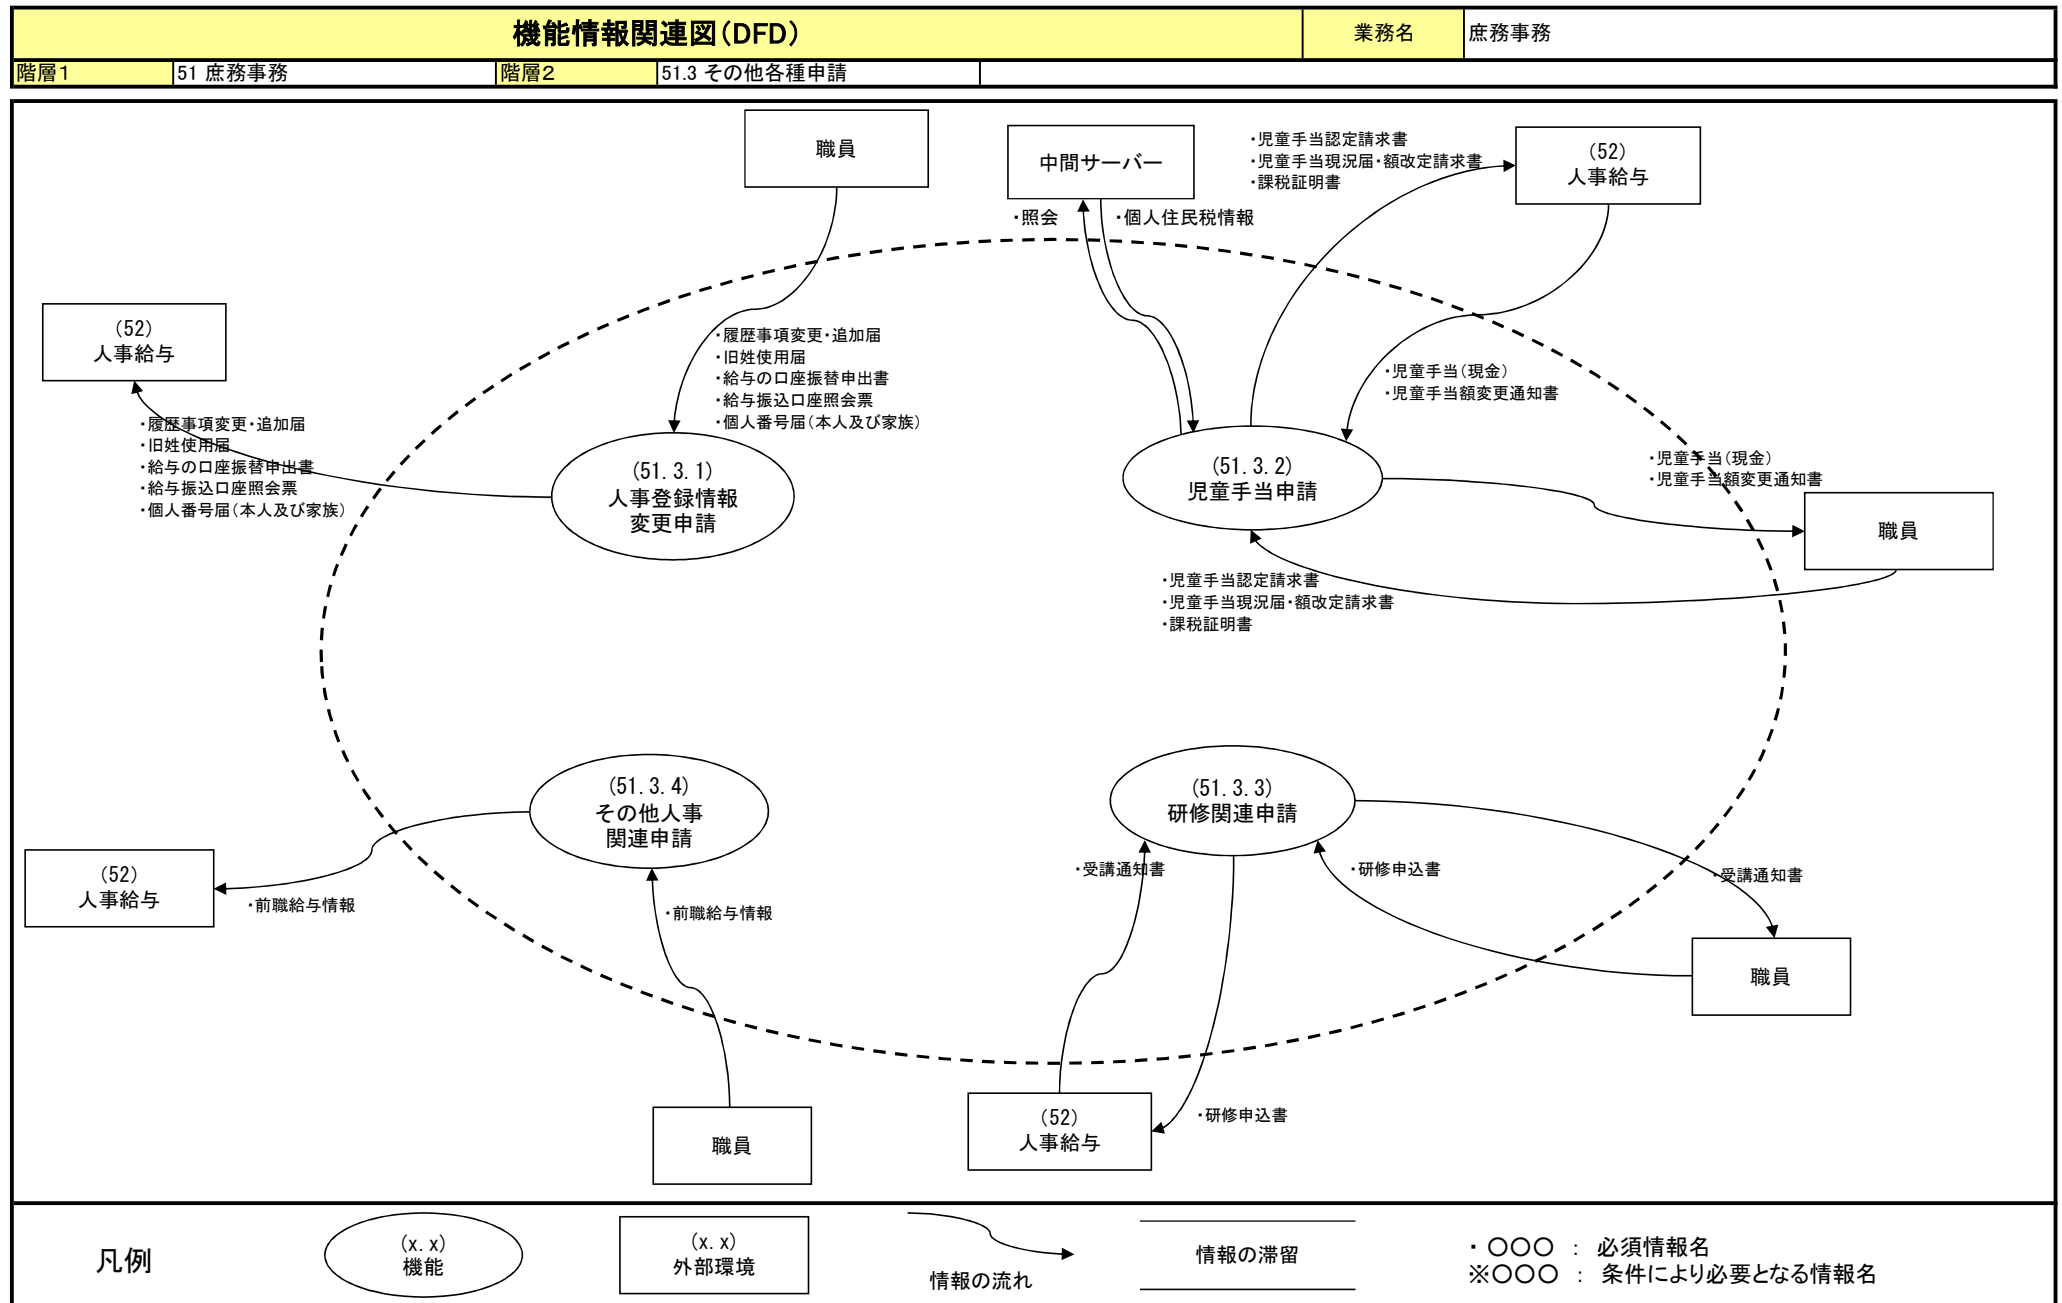 機能情報関連図(DFD)
業務名
庶務事務
階層1
51 庶務事務
階層2
51.3 その他各種申請
職員
中間サーバー
・児童手当認定請求書
・児童手当現況届・額改定請求書
・課税証明書
(52)
人事給与
・照会
・個人住民税情報
(52)
人事給与
・履歴事項変更・追加届
・旧姓使用届
・給与の口座振替申出書
・給与振込口座照会票
・個人番号届(本人及び家族)
・児童手当(現金)
・児童手当額変更通知書
・履歴事項変更・追加届
・旧姓使用届
・給与の口座振替申出書
・給与振込口座照会票
・個人番号届(本人及び家族)
(51.3.1)
人事登録情報
変更申請
(51.3.2)
児童手当申請
・児童手当(現金)
・児童手当額変更通知書
職員
・児童手当認定請求書
・児童手当現況届・額改定請求書
・課税証明書
(51.3.4)
その他人事
関連申請
(51.3.3)
研修関連申請
(52)
人事給与
・前職給与情報
・前職給与情報
・受講通知書
・研修申込書
・受講通知書
職員
職員
(52)
人事給与
・研修申込書
凡例
(x.x)
機能
(x.x)
外部環境
情報の流れ
情報の滞留
・ 〇〇〇 : 必須情報名
※〇〇〇 : 条件により必要となる情報名